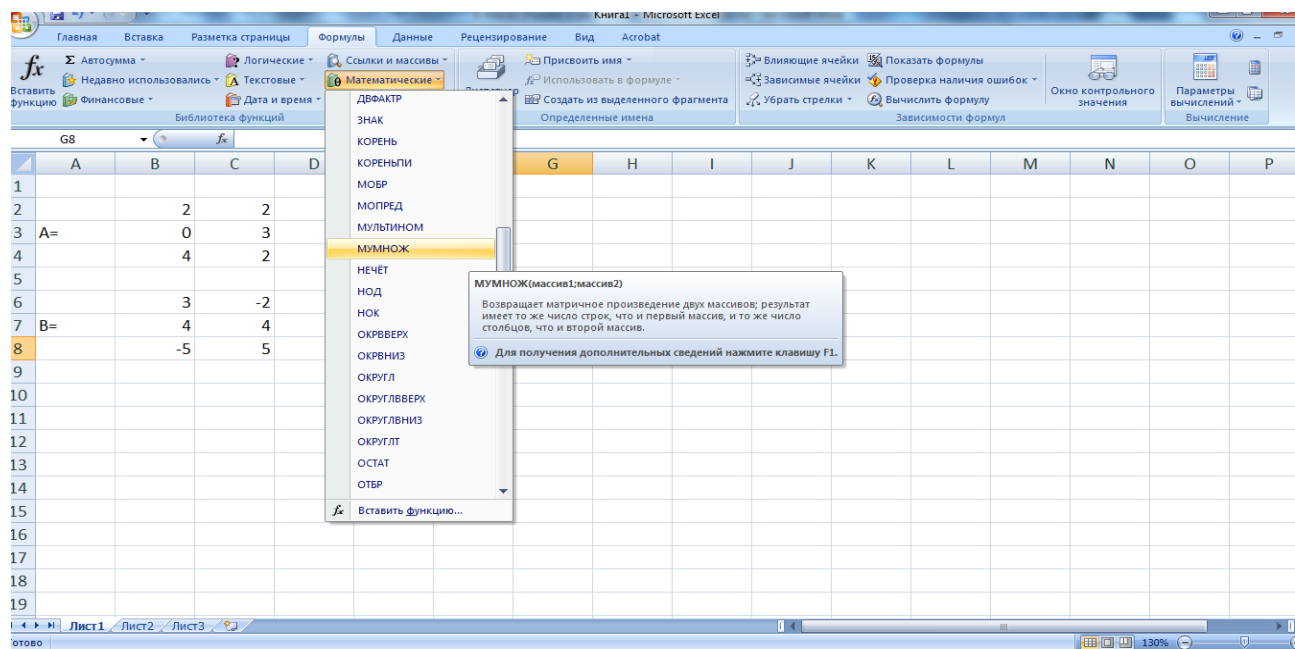 Книга1 - Microsoft Excel
Главная Вставка Разметка страницы Формулы Данные Рецензирование Вид Acrobat
fx
Вставить функцию
Σ Автосумма
Недавно использовались
Финансовые
Логические
Текстовые
Дата и время
Ссылки и массивы
Математические
Библиотека функций
Присвоить имя
Использовать в формуле
Создать из выделенного фрагмента
Определенные имена
Влияющие ячейки
Зависимые ячейки
Убрать стрелки
Показать формулы
Проверка наличия ошибок
Вычислить формулу
Зависимости формул
Окно контрольного значения
Параметры вычислений
Вычисление
G8 fx
A B C D G H I J K L M N O P
1
2 2 2
3 A= 0 3
4 4 2
5
6 3 -2
7 B= 4 4
8 -5 5
9
10
11
12
13
14
15
16
17
18
19
ДВФАКТР
ЗНАК
КОРЕНЬ
КОРЕНЬПИ
МОБР
МОПРЕД
МУЛЬТИНОМ
МУМНОЖ
НЕЧЁТ
НОД
НОК
ОКРВВЕРХ
ОКРВНИЗ
ОКРУГЛ
ОКРУГЛВВЕРХ
ОКРУГЛВНИЗ
ОКРУГЛТ
ОСТАТ
ОТБР
fx Вставить функцию...
МУМНОЖ(массив1;массив2)
Возвращает матричное произведение двух массивов; результат
имеет то же число строк, что и первый массив, и то же число
столбцов, что и второй массив.
Для получения дополнительных сведений нажмите клавишу F1.
Лист1 Лист2 Лист3
отово
130%